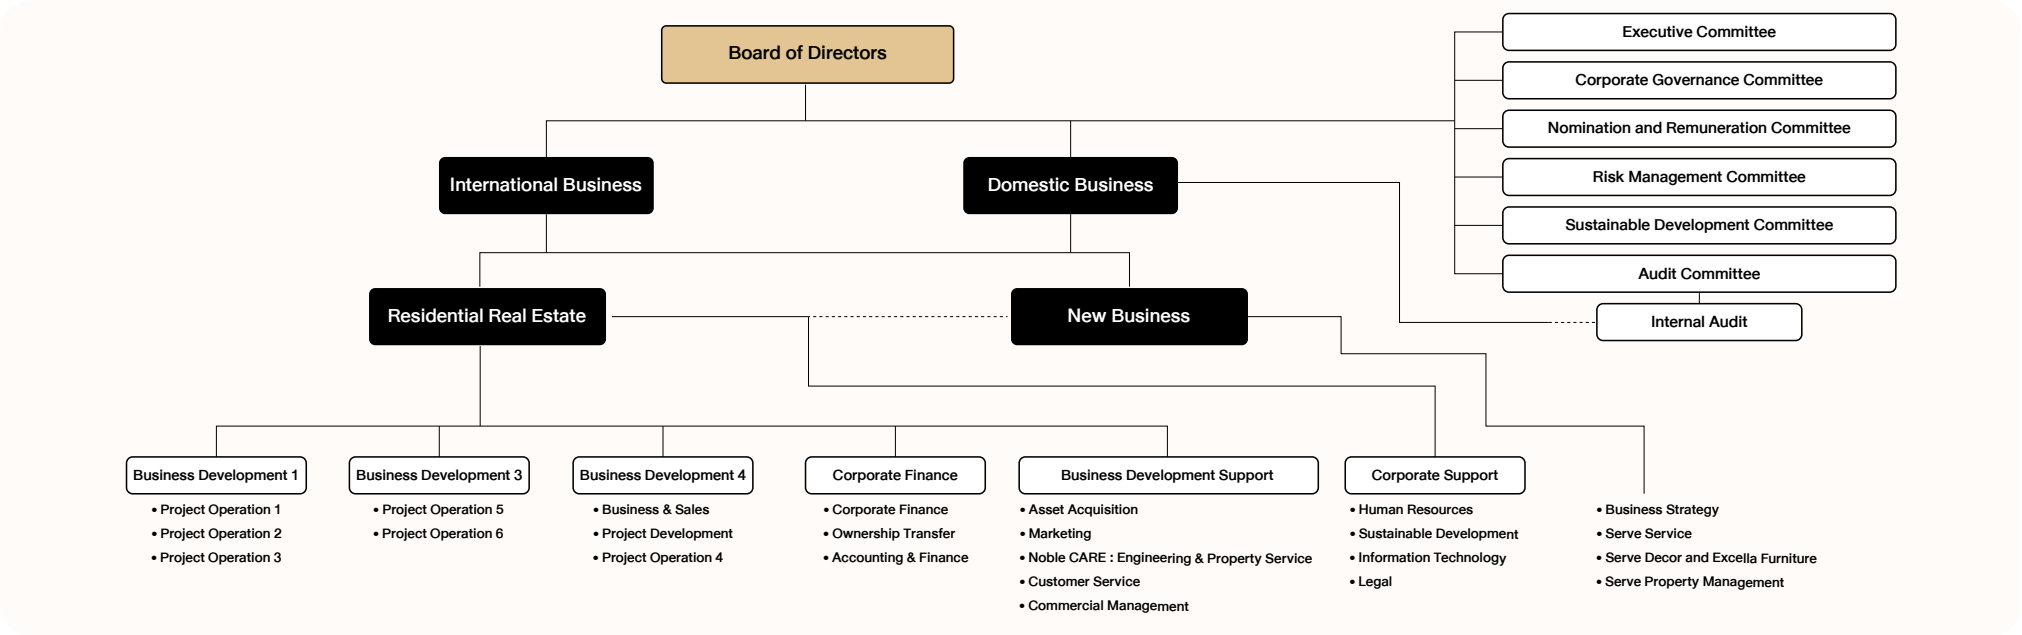 Board of Directors
Executive Committee
Corporate Governance Committee
Nomination and Remuneration Committee
Risk Management Committee
Sustainable Development Committee
Audit Committee
Internal Audit
International Business
Domestic Business
Residential Real Estate
New Business
Business Development 1
• Project Operation 1
• Project Operation 2
• Project Operation 3
Business Development 3
• Project Operation 5
• Project Operation 6
Business Development 4
• Business & Sales
• Project Development
• Project Operation 4
Corporate Finance
• Corporate Finance
• Ownership Transfer
• Accounting & Finance
Business Development Support
• Asset Acquisition
• Marketing
• Noble CARE : Engineering & Property Service
• Customer Service
• Commercial Management
Corporate Support
• Human Resources
• Sustainable Development
• Information Technology
• Legal
• Business Strategy
• Serve Service
• Serve Decor and Excella Furniture
• Serve Property Management